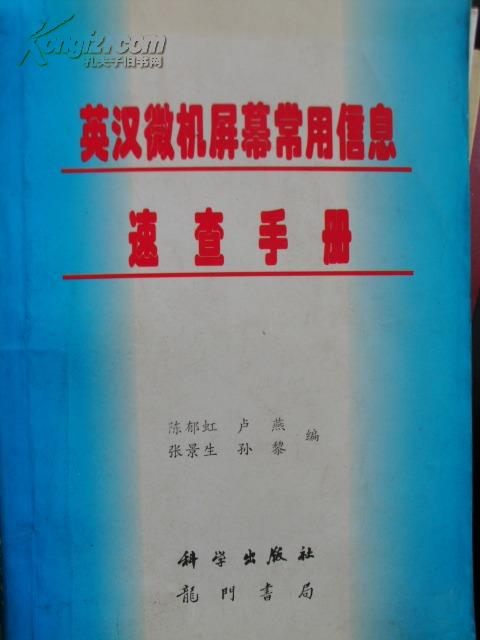 Kongfz.com
孔夫子旧书网
英汉微机屏幕常用信息
速查手册
陈郁虹 卢燕
张景生 孙黎 编
科学出版社
龍門書局